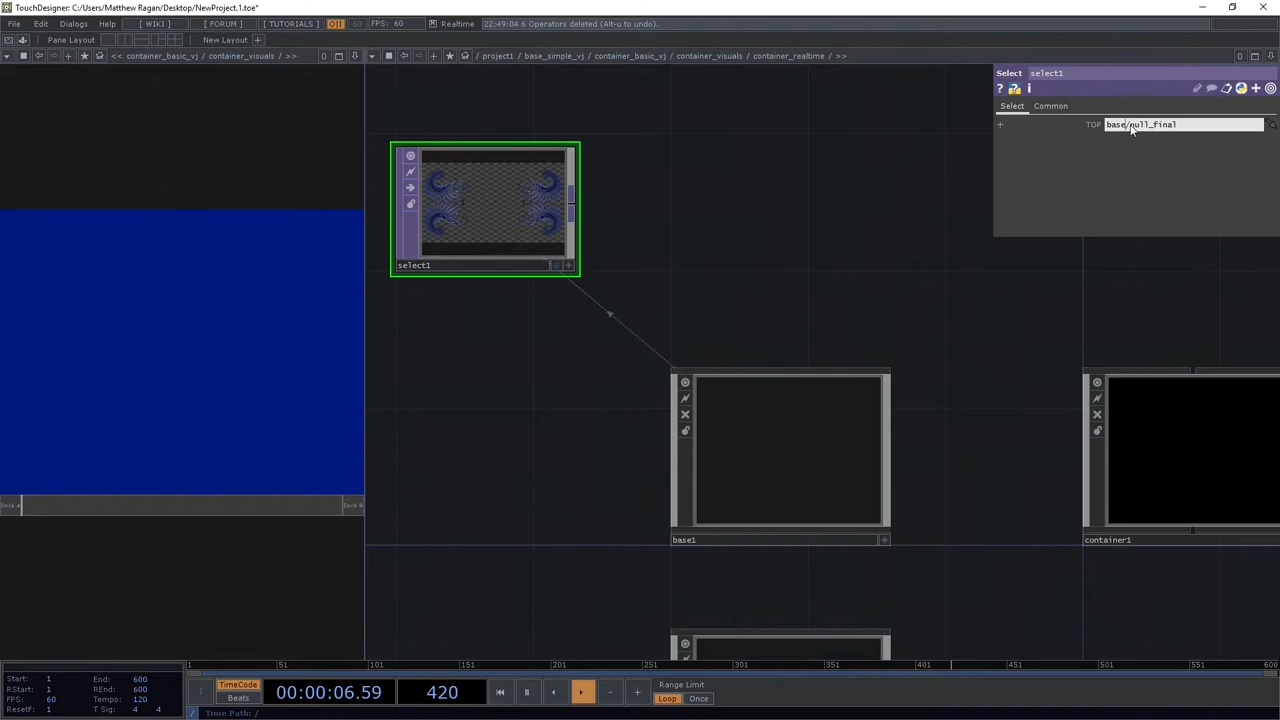 TouchDesigner: C:/Users/Matthew Ragan/Desktop/NewProject.1.toe*
File Edit Dialogs Help [ WIKI ] [ FORUM ] [ TUTORIALS ] O|I FPS: 60 Realtime 22:49:04 6 Operators deleted (Alt-u to undo).
Pane Layout New Layout +
<< container_basic_vj / container_visuals / >> 0
/ project1 / base_simple_vj / container_basic_vj / container_visuals / container_realtime / >> 0
Select select1
? i
Select Common
+ TOP base/null_final
select1
base1
container1
Deck A Deck B
1 51 101 151 201 251 301 351 401 451 501 551 600
Start: 1 End: 600
RStart: 1 REnd: 600
FPS: 60 Tempo: 120
ResetF: 1 T Sig: 4 4
TimeCode
Beats
00:00:06.59
420
- +
Range Limit
Loop Once
/ Time Path: /